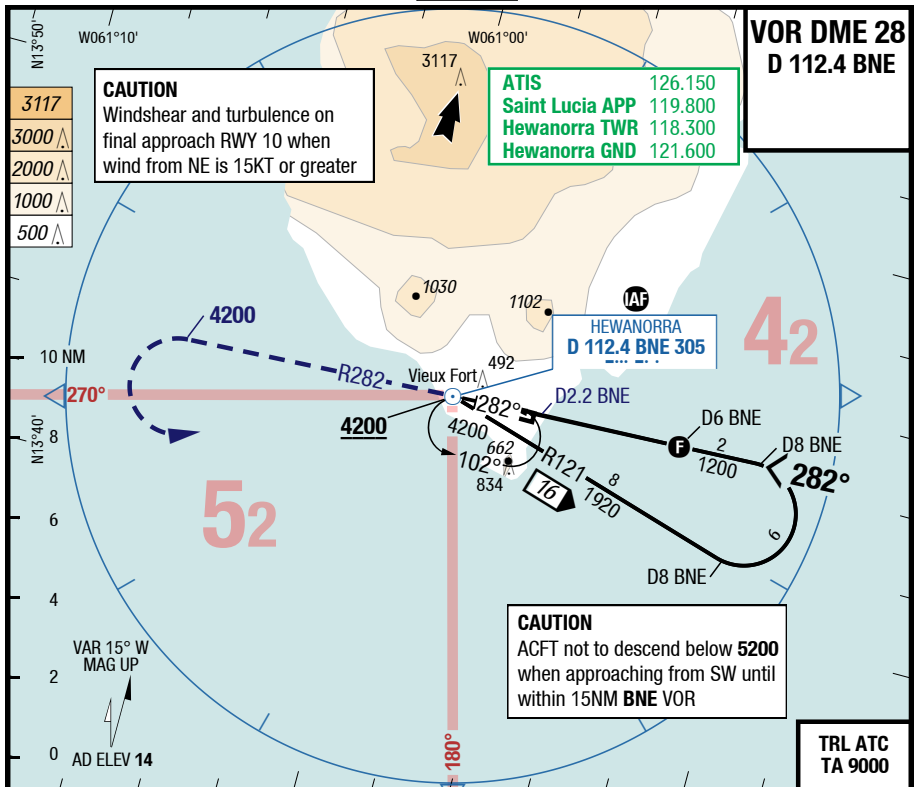 N13°50'
W061°10'
W061°00'
VOR DME 28
D 112.4 BNE
3117
3000
2000
1000
500
CAUTION
Windshear and turbulence on
final approach RWY 10 when
wind from NE is 15KT or greater
3117
ATIS 126.150
Saint Lucia APP 119.800
Hewanorra TWR 118.300
Hewanorra GND 121.600
1030
1102
IAF
4200
HEWANORRA
D 112.4 BNE 305
42
10 NM
270°
R282
Vieux Fort
492
D2.2 BNE
282°
4200
4200
D6 BNE
F
2
1200
D8 BNE
282°
N13°40'
8
102°
662
834
R121
8
1920
16
6
52
6
D8 BNE
4
CAUTION
ACFT not to descend below 5200
when approaching from SW until
within 15NM BNE VOR
VAR 15° W
MAG UP
2
0
AD ELEV 14
180°
TRL ATC
TA 9000